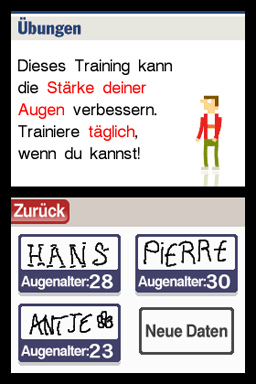 Übungen
Dieses Training kann
die Stärke deiner
Augen verbessern.
Trainiere täglich,
wenn du kannst!
Zurück
HANS
Augenalter:28
PIERRE
Augenalter:30
ANTJE
Augenalter:23
Neue Daten